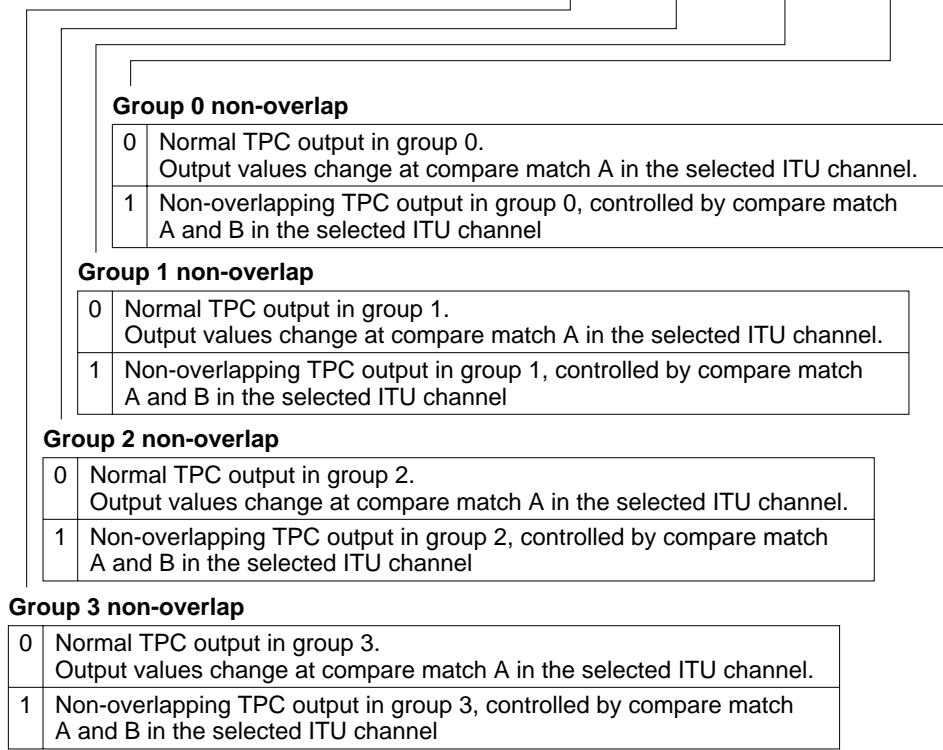 Group 0 non-overlap
0 Normal TPC output in group 0.
Output values change at compare match A in the selected ITU channel.
1 Non-overlapping TPC output in group 0, controlled by compare match
A and B in the selected ITU channel
Group 1 non-overlap
0 Normal TPC output in group 1.
Output values change at compare match A in the selected ITU channel.
1 Non-overlapping TPC output in group 1, controlled by compare match
A and B in the selected ITU channel
Group 2 non-overlap
0 Normal TPC output in group 2.
Output values change at compare match A in the selected ITU channel.
1 Non-overlapping TPC output in group 2, controlled by compare match
A and B in the selected ITU channel
Group 3 non-overlap
0 Normal TPC output in group 3.
Output values change at compare match A in the selected ITU channel.
1 Non-overlapping TPC output in group 3, controlled by compare match
A and B in the selected ITU channel